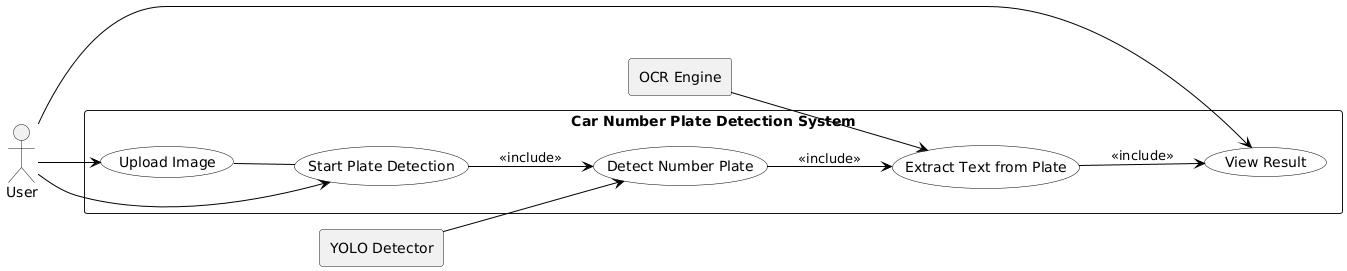 OCR Engine
Car Number Plate Detection System
User
Upload Image
Start Plate Detection
«include»
Detect Number Plate
«include»
Extract Text from Plate
«include»
View Result
YOLO Detector